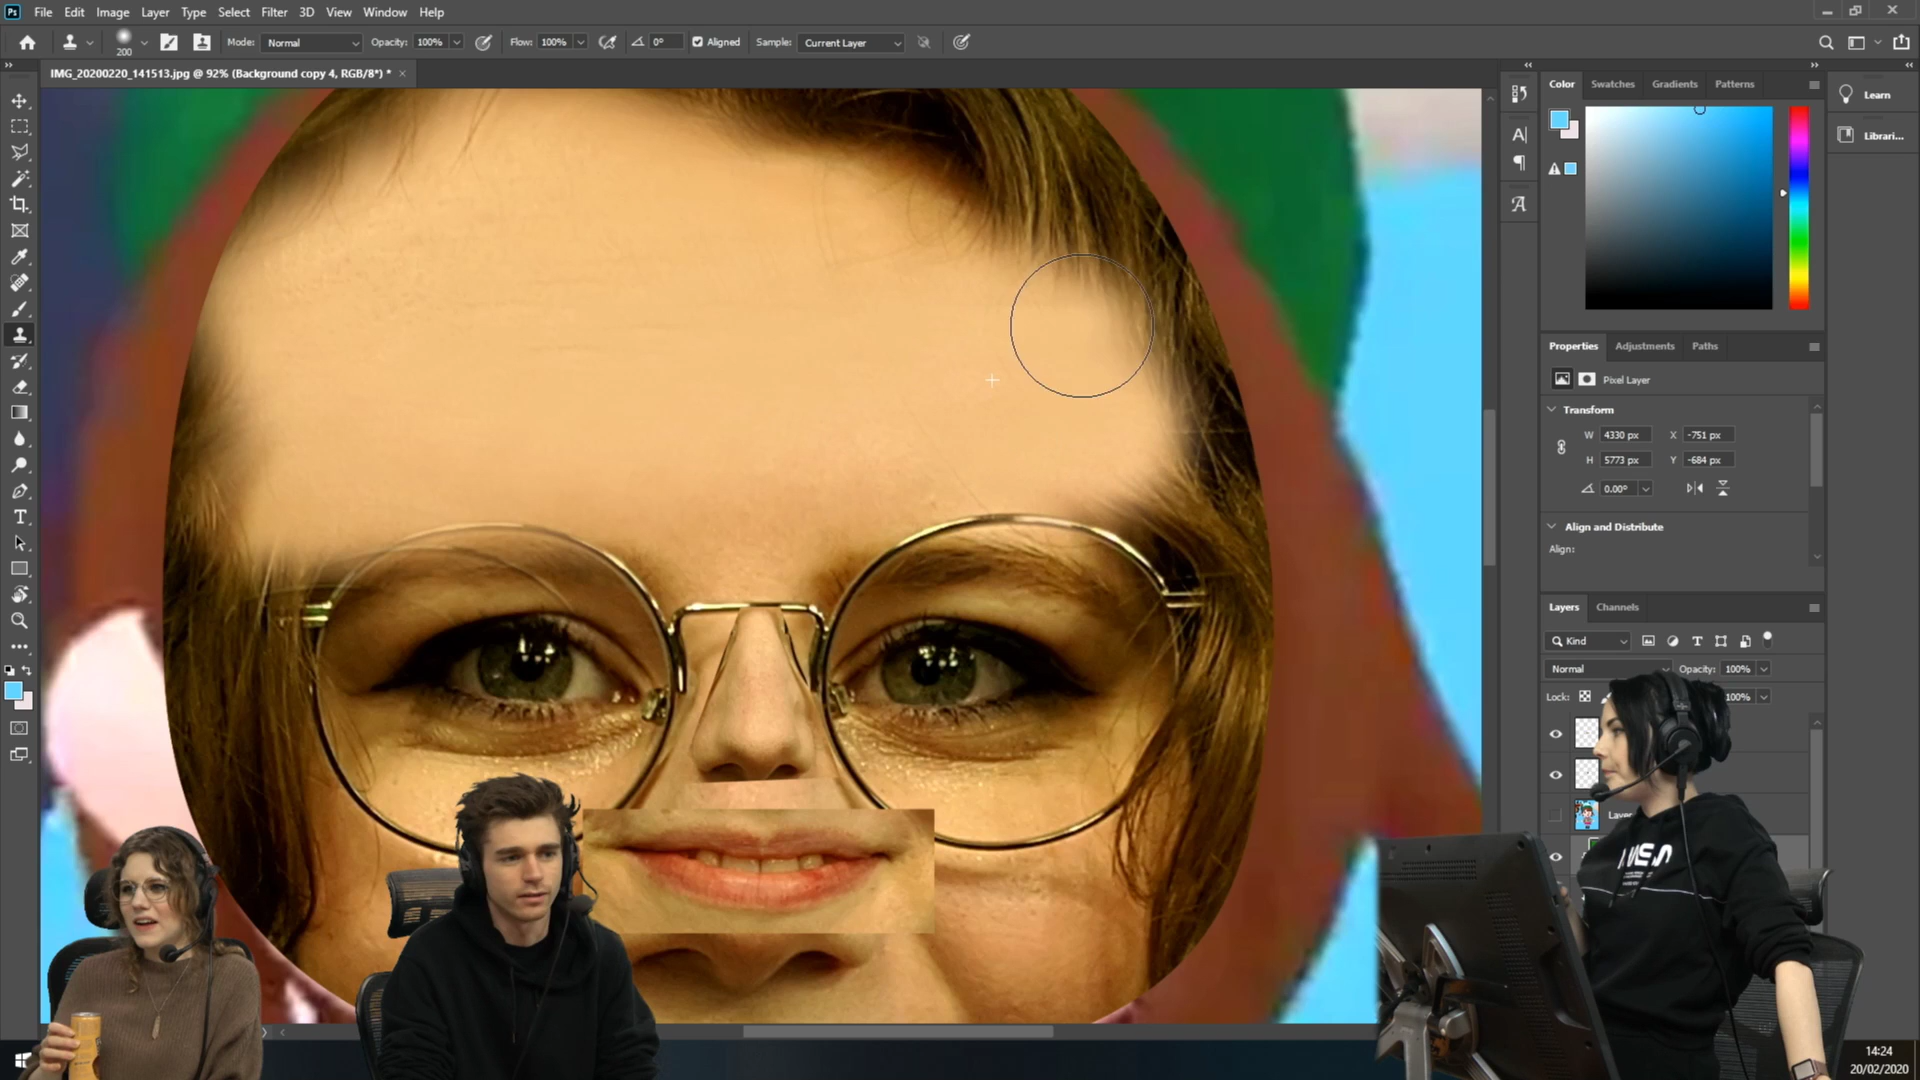 Ps File Edit Image Layer Type Select Filter 3D View Window Help
200 Mode: Normal Opacity: 100% Flow: 100% 0° Aligned Sample: Current Layer
IMG_20200220_141513.jpg @ 92% (Background copy 4, RGB/8*) * ×
Color Swatches Gradients Patterns
Learn
Librari...
Properties Adjustments Paths
Pixel Layer
Transform
W 4330 px X -751 px
H 5773 px Y -684 px
0.00°
Align and Distribute
Align:
Layers Channels
Kind
Normal Opacity: 100%
Lock: 100%
Laye
14:24
20/02/2020